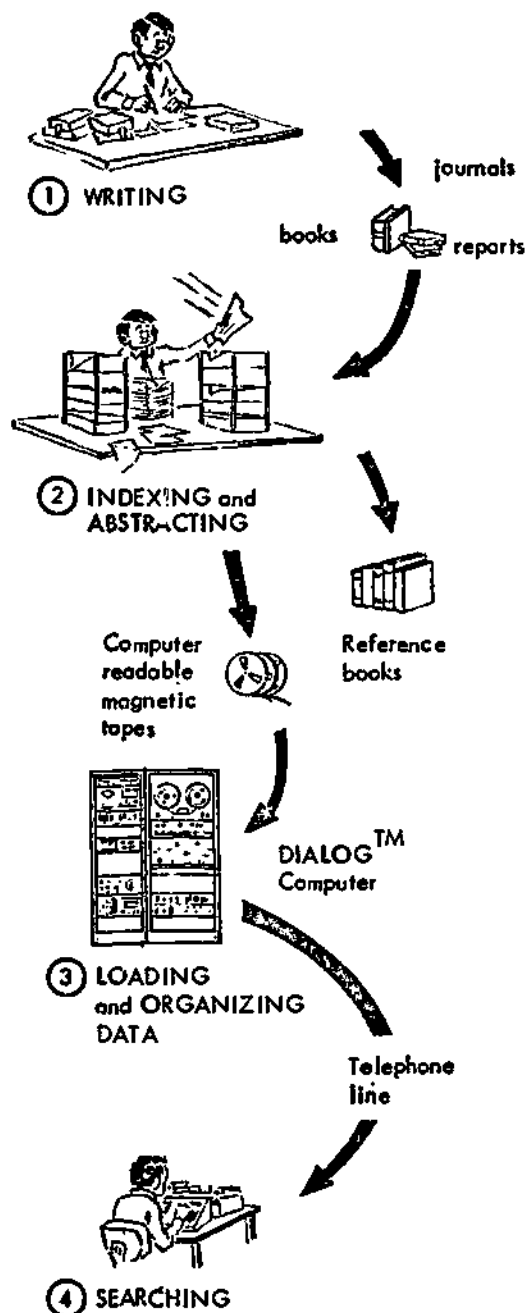 ① WRITING
journals
books
reports
② INDEXING and
ABSTRACTING
Computer
readable
magnetic
tapes
Reference
books
DIALOG™
Computer
③ LOADING
and ORGANIZING
DATA
Telephone
line
④ SEARCHING